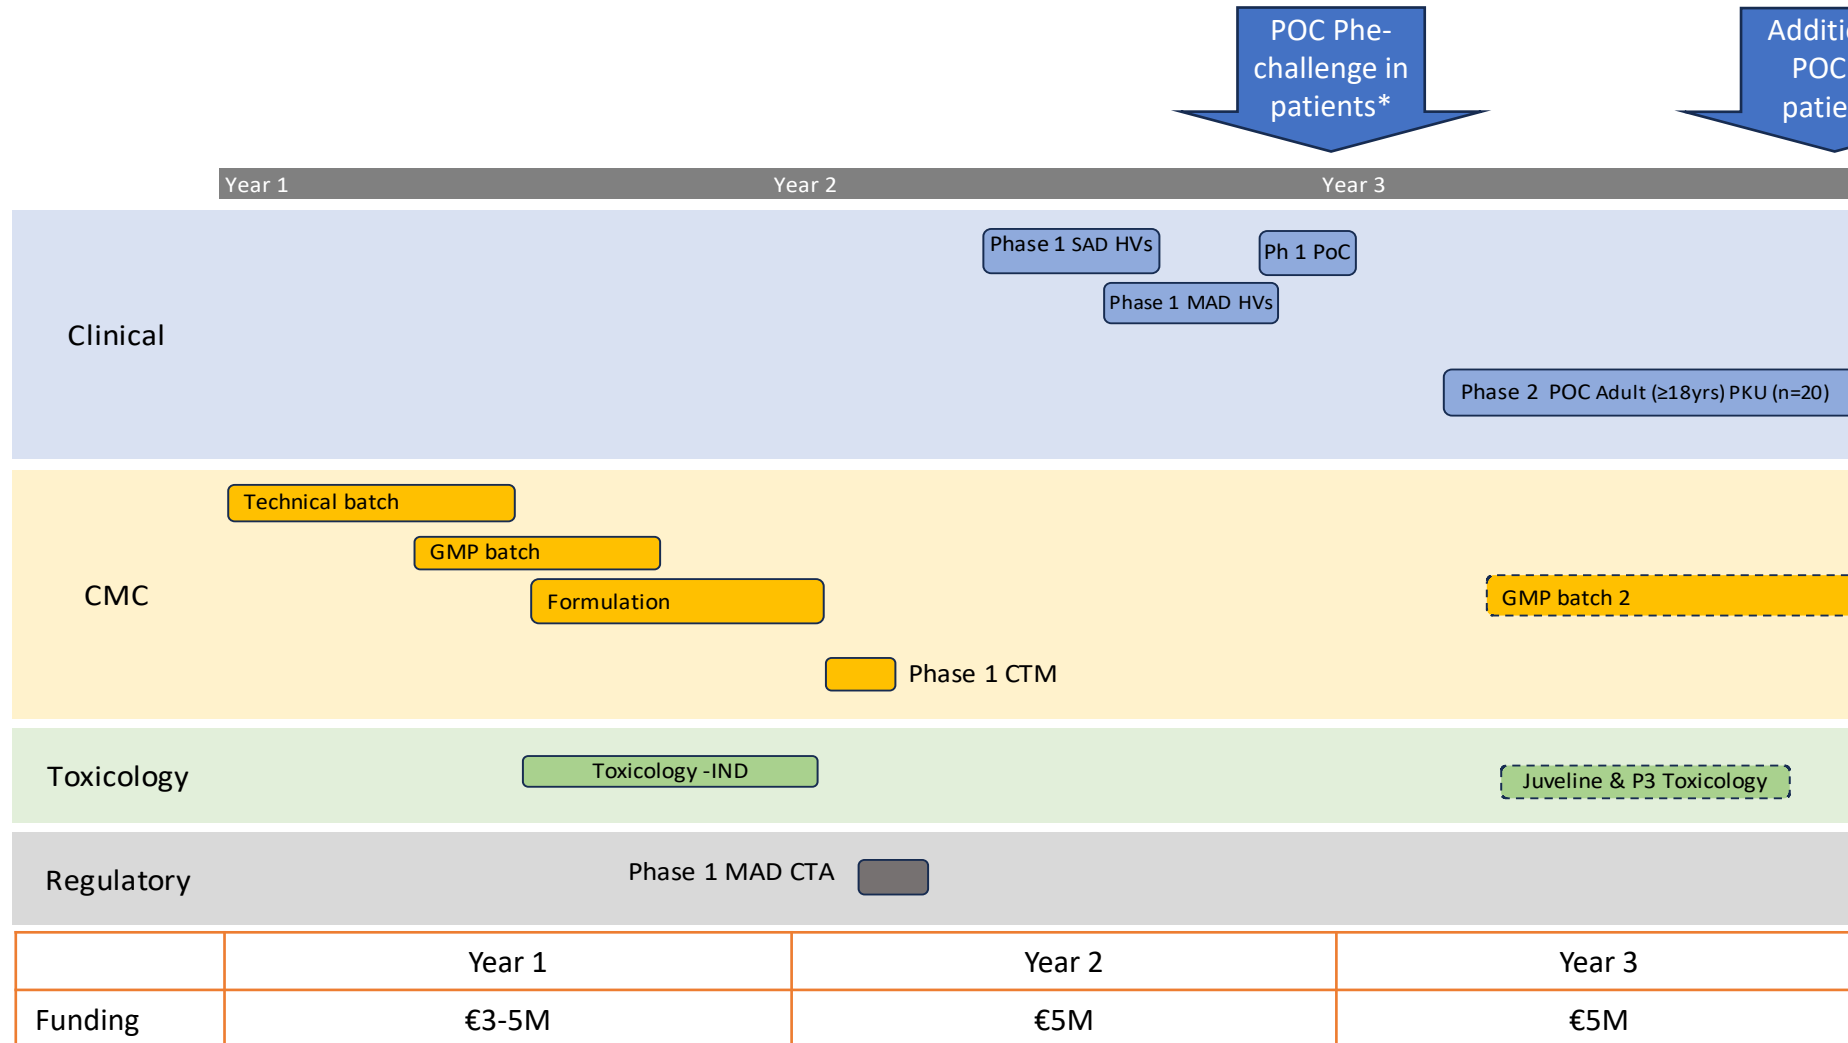 POC Phe-
challenge in
patients*
POC
Year 1 Year 2 Year 3
Clinical
Phase 1 SAD HVs
Ph 1 PoC
Phase 1 MAD HVs
Phase 2 POC Adult (≥18yrs) PKU (n=20)
CMC
Technical batch
GMP batch
Formulation
GMP batch 2
Phase 1 CTM
Toxicology
Toxicology -IND
Juveline & P3 Toxicology
Regulatory
Phase 1 MAD CTA
Year 1 Year 2 Year 3
Funding €3-5M €5M €5M